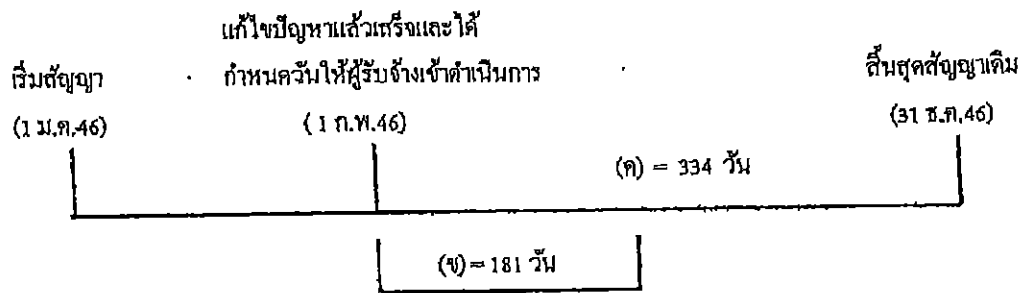 แก้ไขปัญหาแล้วเสร็จและได้
เริ่มสัญญา กำหนดวันให้ผู้รับจ้างเข้าดำเนินการ สิ้นสุดสัญญาเดิม
(1 ม.ค.46) (1 ก.พ.46) (31 ธ.ค.46)
(ค) = 334 วัน
(ข) = 181 วัน